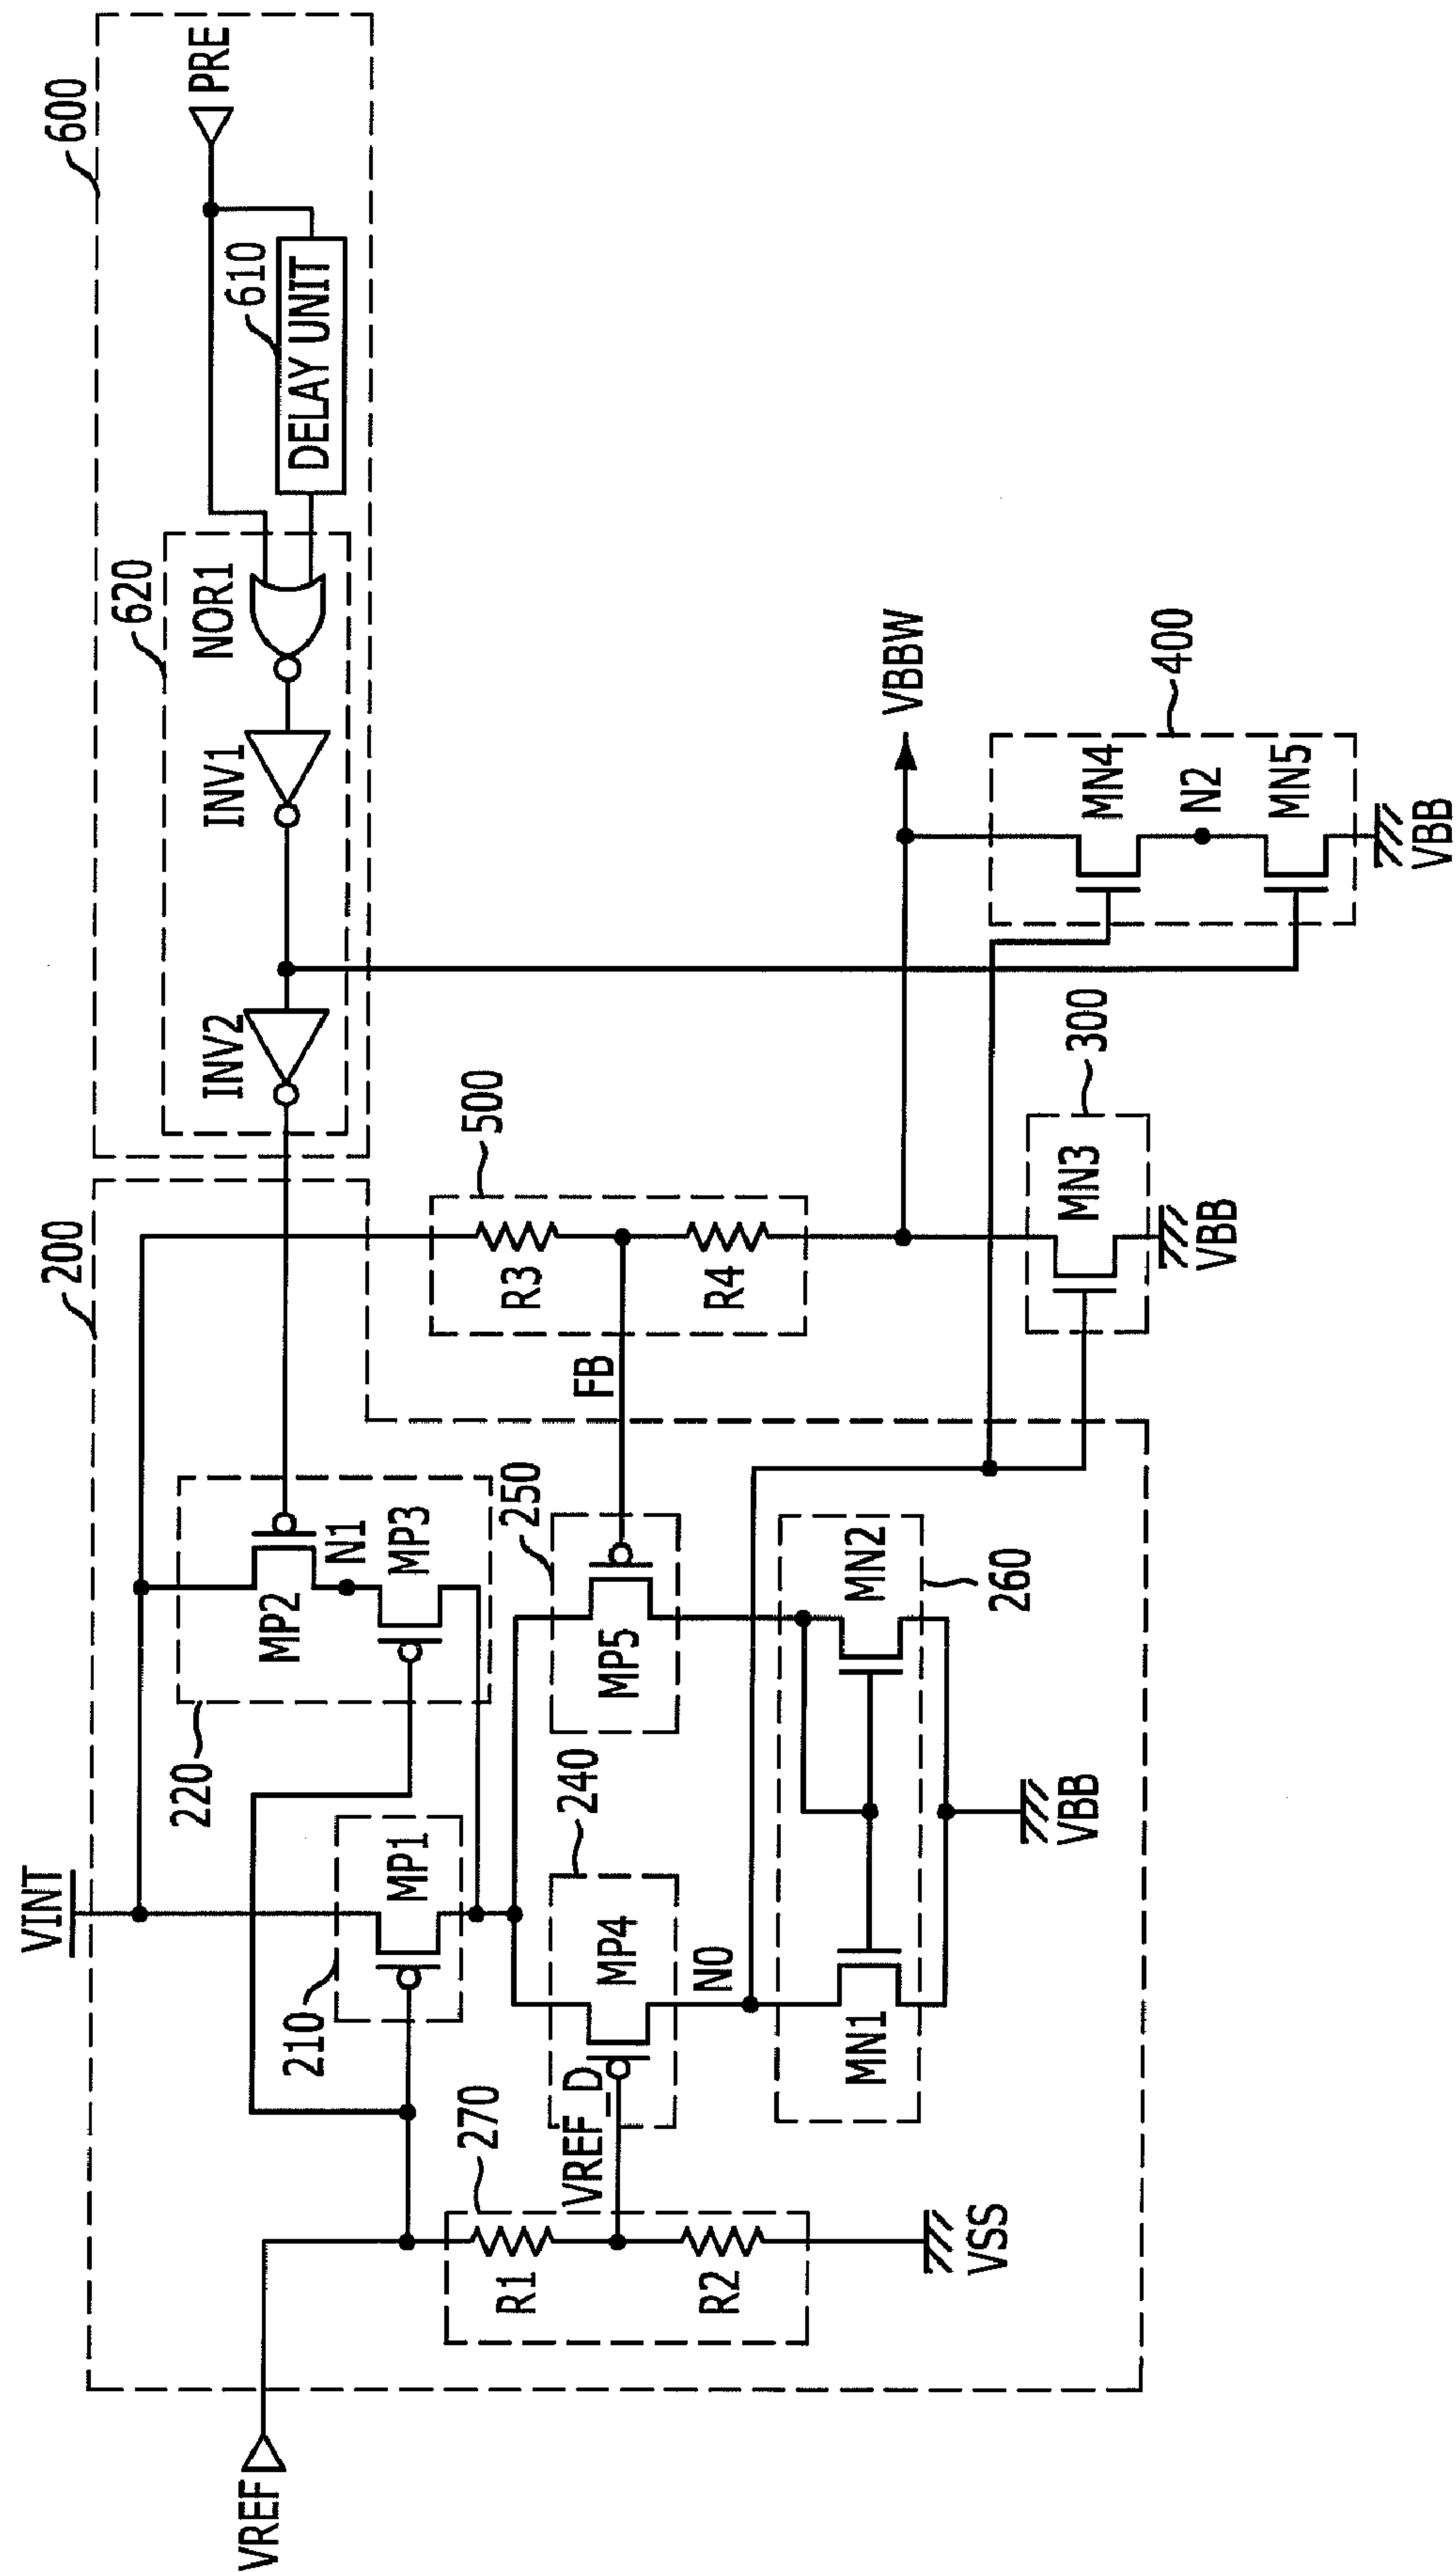 VREF
VINT
200
600
PRE
610
DELAY UNIT
620
NOR1
INV1
INV2
220
MP2
N1
MP3
210
MP1
270
R1
R2
VREF_D
VSS
240
MP4
250
MP5
FB
500
R3
R4
NO
MN1
MN2
260
VBB
300
MN3
VBB
VBBW
400
MN4
N2
MN5
VBB